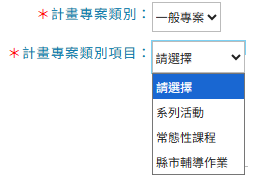 ＊計畫專案類別： 一般專案
＊計畫專案類別項目： 請選擇
請選擇
系列活動
常態性課程
縣市輔導作業